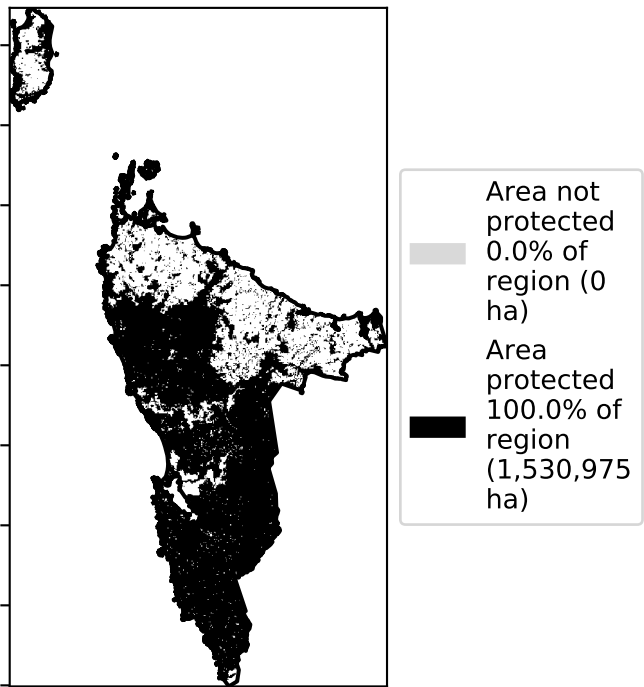 Area not
protected
0.0% of
region (0
ha)
Area
protected
100.0% of
region
(1,530,975
ha)